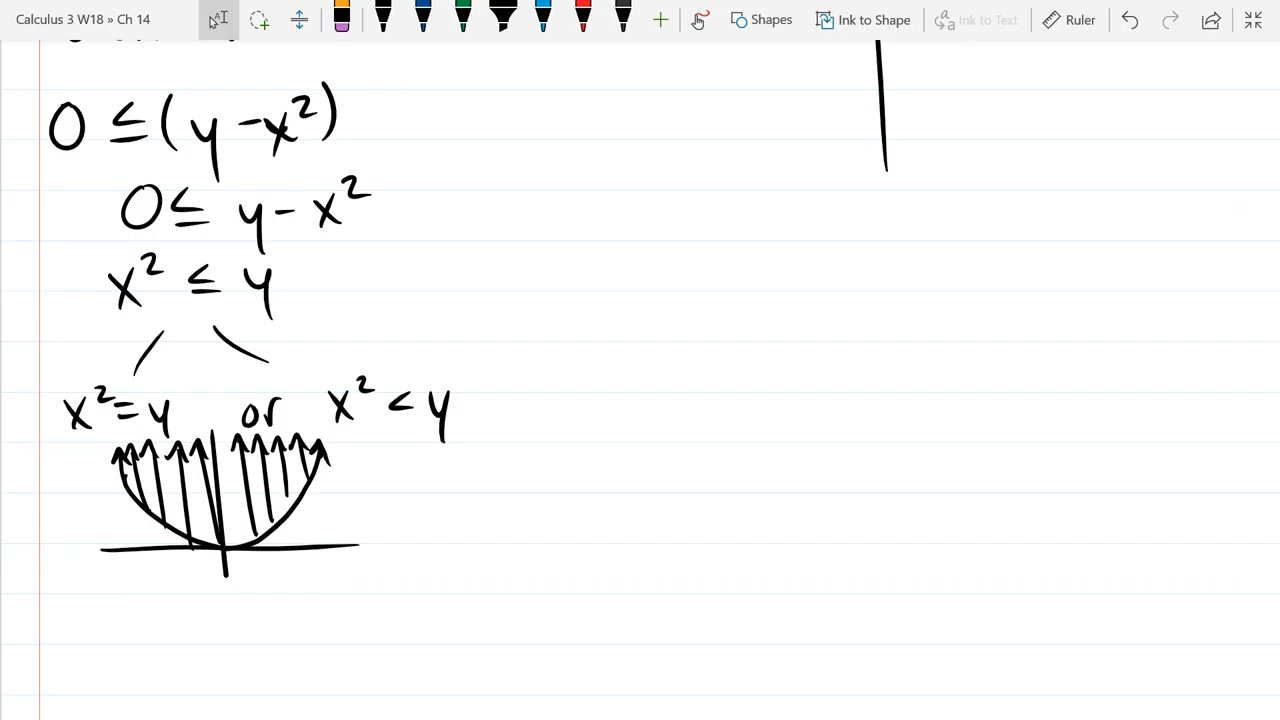 Calculus 3 W18 » Ch 14
Shapes
Ink to Shape
Ink to Text
Ruler
0 ≤ (y - x²)
0 ≤ y - x²
x² ≤ y
x² = y or x² < y